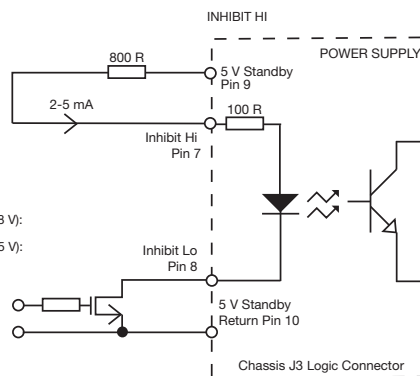 INHIBIT HI
POWER SUPPLY
800 R
5 V Standby
Pin 9
2-5 mA
100 R
Inhibit Hi
Pin 7
V):
V):
Inhibit Lo
Pin 8
5 V Standby
Return Pin 10
Chassis J3 Logic Connector